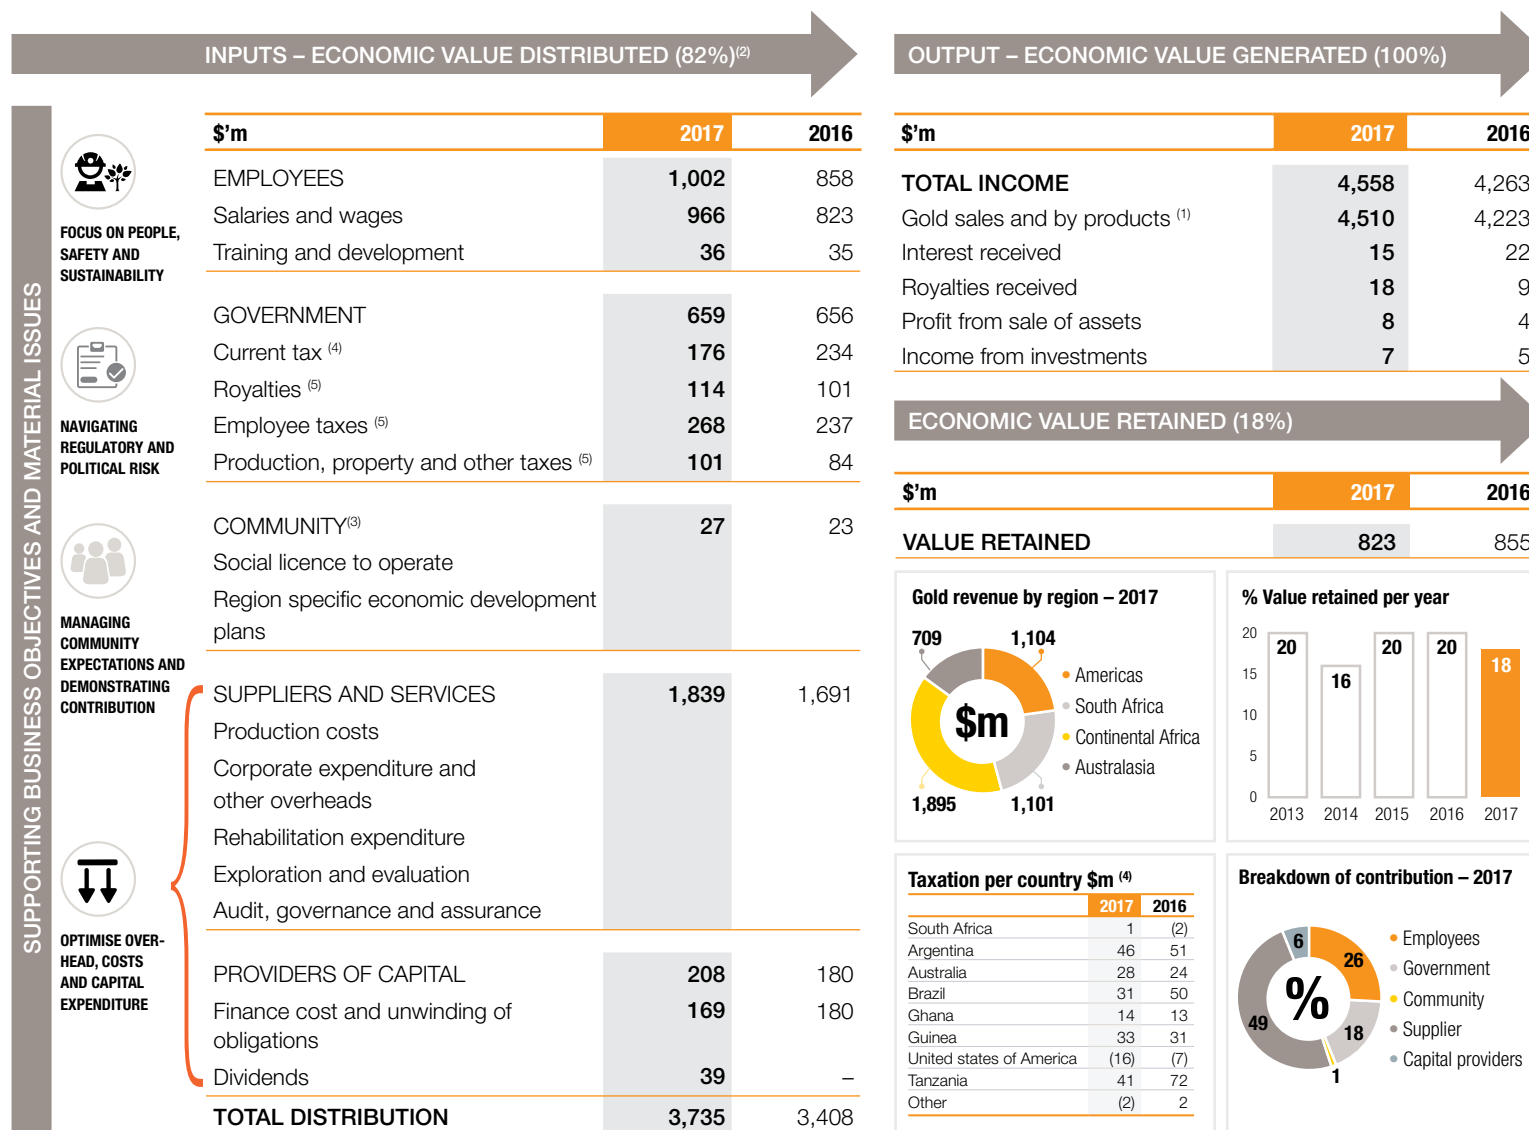 INPUTS – ECONOMIC VALUE DISTRIBUTED (82%)(2)
SUPPORTING BUSINESS OBJECTIVES AND MATERIAL ISSUES
FOCUS ON PEOPLE,
SAFETY AND
SUSTAINABILITY
NAVIGATING
REGULATORY AND
POLITICAL RISK
MANAGING
COMMUNITY
EXPECTATIONS AND
DEMONSTRATING
CONTRIBUTION
OPTIMISE OVER-
HEAD, COSTS
AND CAPITAL
EXPENDITURE
$'m 2017 2016
EMPLOYEES 1,002 858
Salaries and wages 966 823
Training and development 36 35
GOVERNMENT 659 656
Current tax (4) 176 234
Royalties (5) 114 101
Employee taxes (5) 268 237
Production, property and other taxes (5) 101 84
COMMUNITY(3) 27 23
Social licence to operate
Region specific economic development
plans
SUPPLIERS AND SERVICES 1,839 1,691
Production costs
Corporate expenditure and
other overheads
Rehabilitation expenditure
Exploration and evaluation
Audit, governance and assurance
PROVIDERS OF CAPITAL 208 180
Finance cost and unwinding of 169 180
obligations
Dividends 39 –
TOTAL DISTRIBUTION 3,735 3,408
OUTPUT – ECONOMIC VALUE GENERATED (100%)
$'m 2017 2016
TOTAL INCOME 4,558 4,263
Gold sales and by products (1) 4,510 4,223
Interest received 15 22
Royalties received 18 9
Profit from sale of assets 8 4
Income from investments 7 5
ECONOMIC VALUE RETAINED (18%)
$'m 2017 2016
VALUE RETAINED 823 855
Gold revenue by region – 2017
709 1,104
$m
1,895 1,101
Americas
South Africa
Continental Africa
Australasia
% Value retained per year
20
15
10
5
0
20 16 20 20 18
2013 2014 2015 2016 2017
Taxation per country $m (4)
2017 2016
South Africa 1 (2)
Argentina 46 51
Australia 28 24
Brazil 31 50
Ghana 14 13
Guinea 33 31
United states of America (16) (7)
Tanzania 41 72
Other (2) 2
Breakdown of contribution – 2017
6
26
%
49
18
1
Employees
Government
Community
Supplier
Capital providers